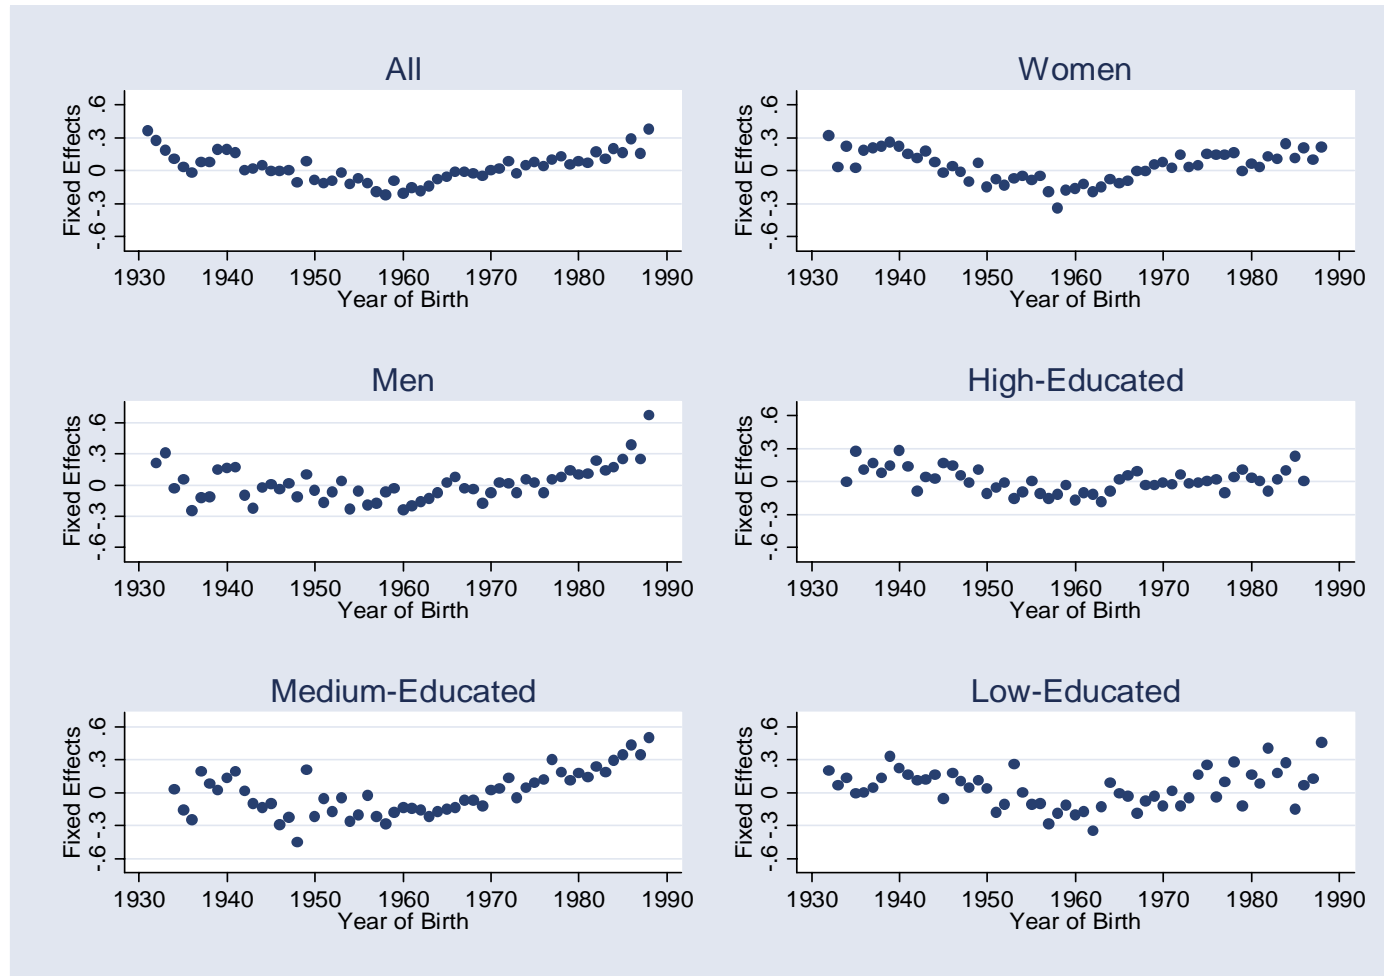 All
Fixed Effects
.6
.3
0
-.3
-.6
1930 1940 1950 1960 1970 1980 1990
Year of Birth
Women
Fixed Effects
.6
.3
0
-.3
-.6
1930 1940 1950 1960 1970 1980 1990
Year of Birth
Men
Fixed Effects
.6
.3
0
-.3
-.6
1930 1940 1950 1960 1970 1980 1990
Year of Birth
High-Educated
Fixed Effects
.6
.3
0
-.3
-.6
1930 1940 1950 1960 1970 1980 1990
Year of Birth
Medium-Educated
Fixed Effects
.6
.3
0
-.3
-.6
1930 1940 1950 1960 1970 1980 1990
Year of Birth
Low-Educated
Fixed Effects
.6
.3
0
-.3
-.6
1930 1940 1950 1960 1970 1980 1990
Year of Birth